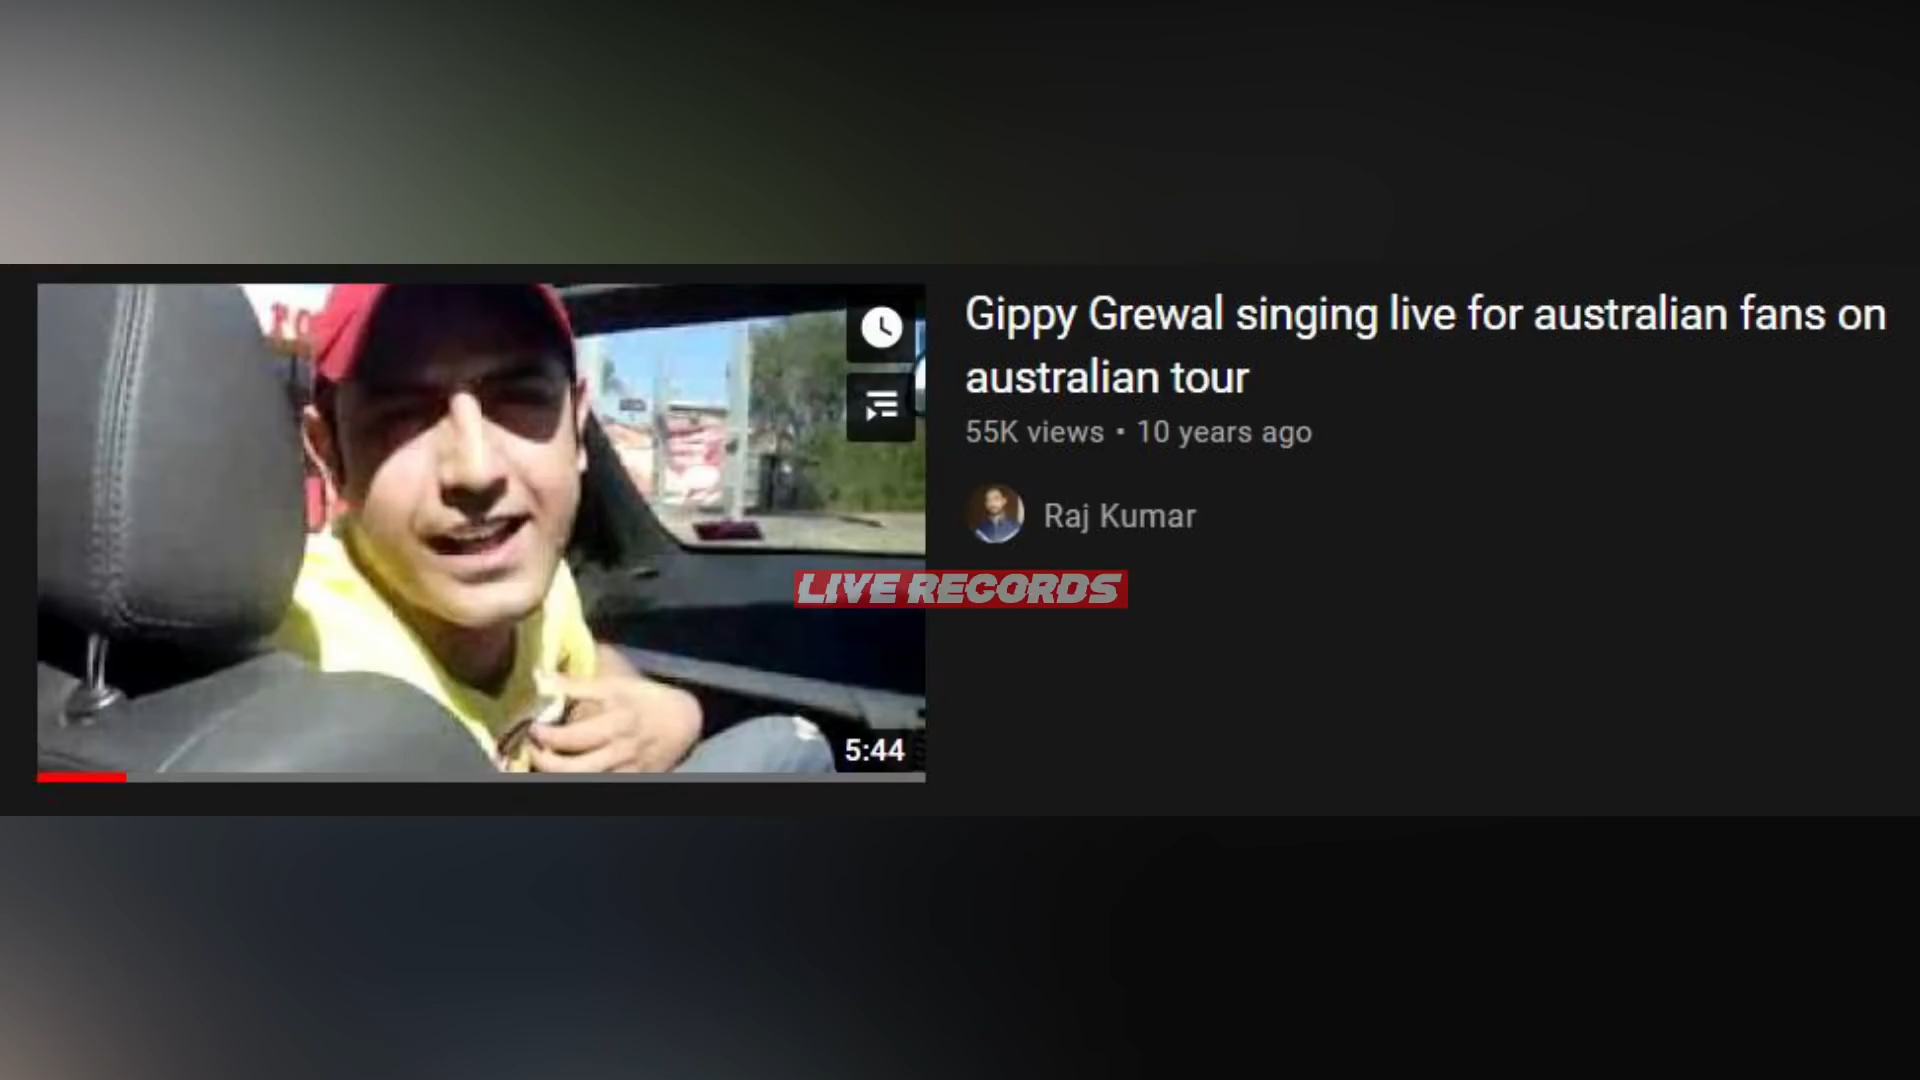 Gippy Grewal singing live for australian fans on
australian tour
55K views • 10 years ago
Raj Kumar
LIVE RECORDS
5:44